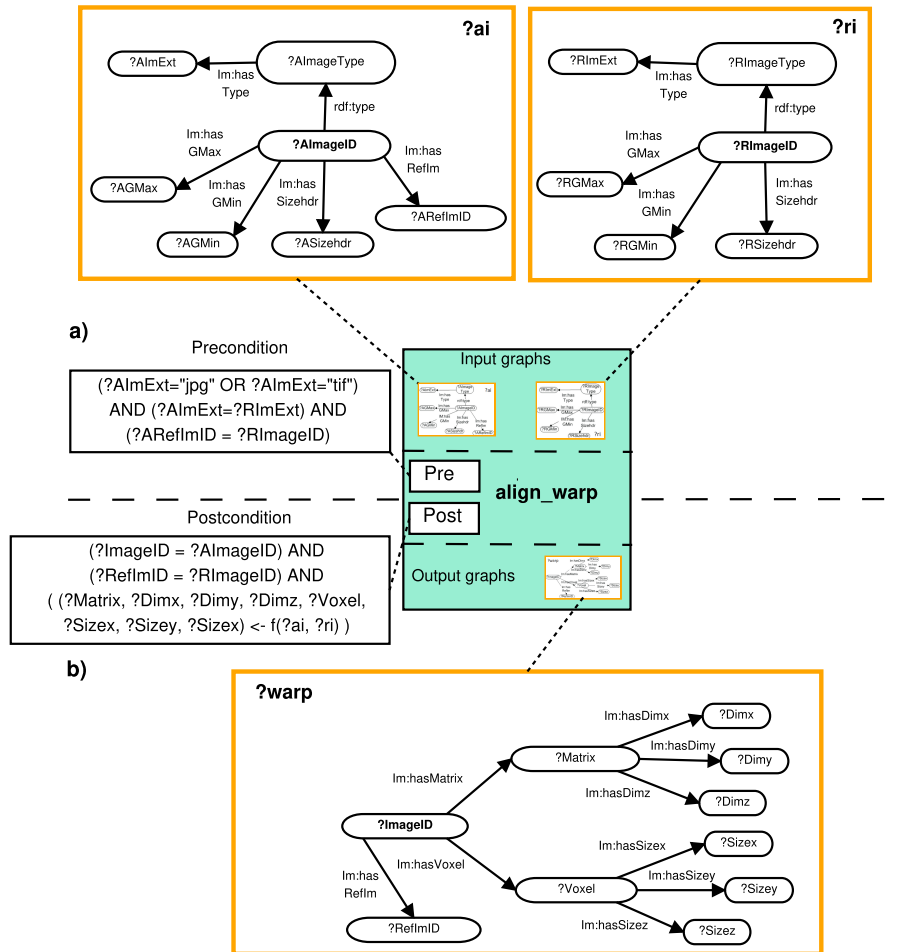 ?ai
?AImExt
?AImageType
Im:has
Type
rdf:type
?AImageID
Im:has
GMax
Im:has
GMin
Im:has
Sizehdr
Im:has
RefIm
?AGMax
?AGMin
?ASizehdr
?ARefImID
?ri
?RImExt
?RImageType
Im:has
Type
rdf:type
?RImageID
Im:has
GMax
Im:has
GMin
Im:has
Sizehdr
?RGMax
?RGMin
?RSizehdr
a)
Precondition
(?AImExt="jpg" OR ?AImExt="tif")
AND (?AImExt=?RImExt) AND
(?ARefImID = ?RImageID)
Input graphs
Pre
align_warp
Post
Output graphs
Postcondition
(?ImageID = ?AImageID) AND
(?RefImID = ?RImageID) AND
( (?Matrix, ?Dimx, ?Dimy, ?Dimz, ?Voxel,
?Sizex, ?Sizey, ?Sizex) <- f(?ai, ?ri) )
b)
?warp
Im:hasDimx
?Dimx
?Matrix
Im:hasDimy
?Dimy
Im:hasMatrix
Im:hasDimz
?Dimz
?ImageID
Im:hasSizex
?Sizex
Im:hasVoxel
Im:has
RefIm
?Voxel
Im:hasSizey
?Sizey
Im:hasSizez
?Sizez
?RefImID